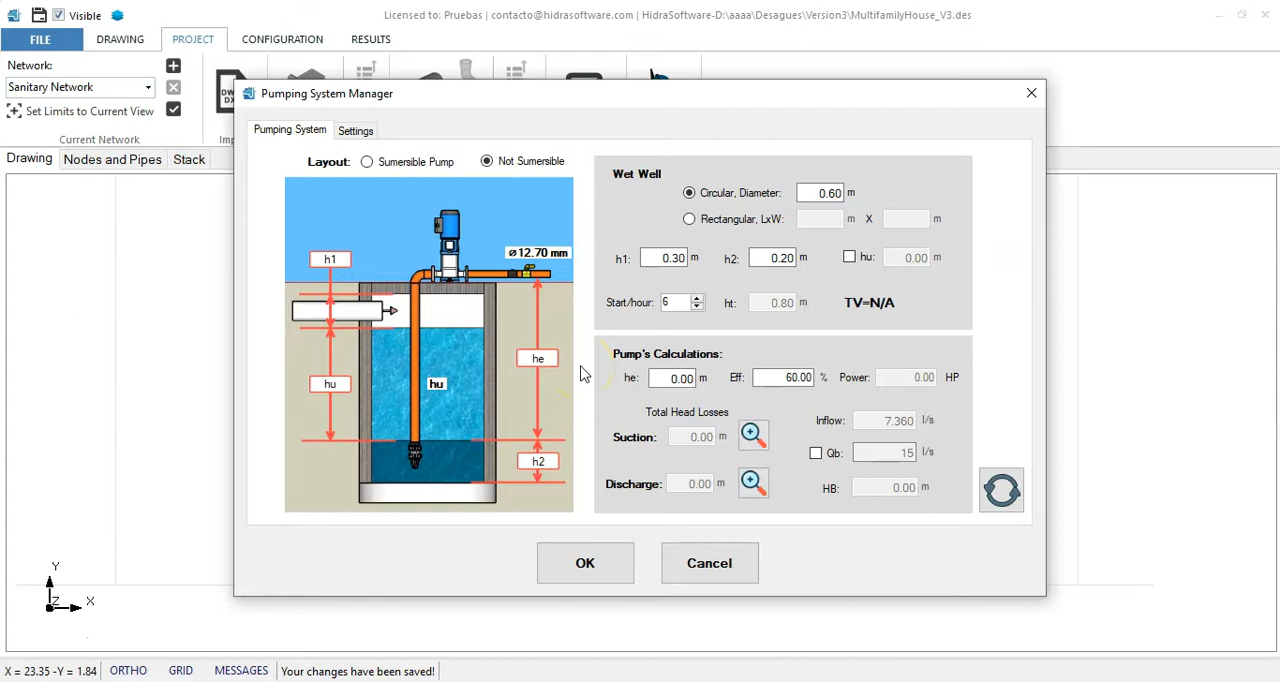 Visible
Licensed to: Pruebas | contacto@hidrasoftware.com | HidraSoftware-D:\aaaa\Desagues\Version3\MultifamilyHouse_V3.des
FILE DRAWING PROJECT CONFIGURATION RESULTS
Network:
Sanitary Network
Set Limits to Current View
Current Network
Drawing Nodes and Pipes Stack
Pumping System Manager
Pumping System Settings
Layout: Sumersible Pump Not Sumersible
ø12.70 mm
h1
he
hu
hu
h2
Wet Well
Circular, Diameter: 0.60 m
Rectangular, LxW: m X m
h1: 0.30 m h2: 0.20 m hu: 0.00 m
Start/hour: 6 ht: 0.80 m TV=N/A
Pump's Calculations:
he: 0.00 m Eff: 60.00 % Power: 0.00 HP
Total Head Losses
Inflow: 7.360 l/s
Suction: 0.00 m
Qb: 15 l/s
Discharge: 0.00 m
HB: 0.00 m
OK Cancel
Y
Z X
X = 23.35 -Y = 1.84 ORTHO GRID MESSAGES Your changes have been saved!